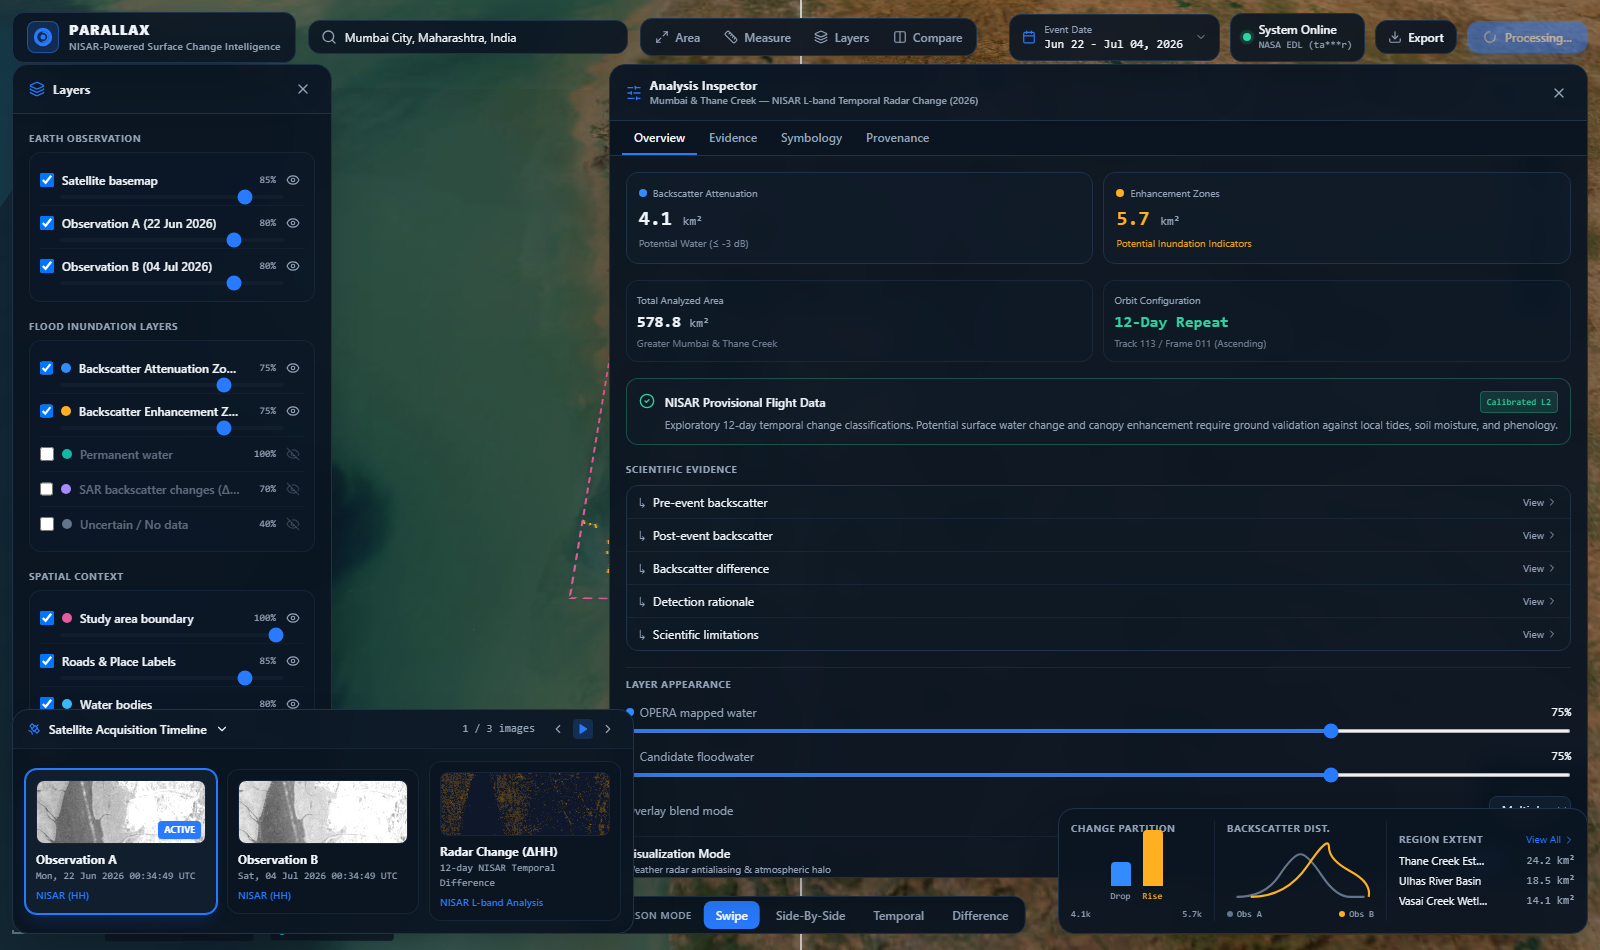 PARALLAX
NISAR-Powered Surface Change Intelligence
Mumbai City, Maharashtra, India
Area
Measure
Layers
Compare
Event Date
Jun 22 - Jul 04, 2026
System Online
NASA EDL (ta***r)
Export
Processing...
Layers
EARTH OBSERVATION
Satellite basemap 85%
Observation A (22 Jun 2026) 80%
Observation B (04 Jul 2026) 80%
FLOOD INUNDATION LAYERS
Backscatter Attenuation Zo... 75%
Backscatter Enhancement Z... 75%
Permanent water 100%
SAR backscatter changes (Δ... 70%
Uncertain / No data 40%
SPATIAL CONTEXT
Study area boundary 100%
Roads & Place Labels 85%
Water bodies 80%
Analysis Inspector
Mumbai & Thane Creek — NISAR L-band Temporal Radar Change (2026)
Overview
Evidence
Symbology
Provenance
Backscatter Attenuation
4.1 km²
Potential Water (≤ -3 dB)
Enhancement Zones
5.7 km²
Potential Inundation Indicators
Total Analyzed Area
578.8 km²
Greater Mumbai & Thane Creek
Orbit Configuration
12-Day Repeat
Track 113 / Frame 011 (Ascending)
NISAR Provisional Flight Data
Calibrated L2
Exploratory 12-day temporal change classifications. Potential surface water change and canopy enhancement require ground validation against local tides, soil moisture, and phenology.
SCIENTIFIC EVIDENCE
↳ Pre-event backscatter View
↳ Post-event backscatter View
↳ Backscatter difference View
↳ Detection rationale View
↳ Scientific limitations View
LAYER APPEARANCE
OPERA mapped water 75%
Candidate floodwater 75%
verlay blend mode
isualization Mode
eather radar antialiasing & atmospheric halo
Satellite Acquisition Timeline
1 / 3 images
ACTIVE
Observation A
Mon, 22 Jun 2026 00:34:49 UTC
NISAR (HH)
Observation B
Sat, 04 Jul 2026 00:34:49 UTC
NISAR (HH)
Radar Change (ΔHH)
12-day NISAR Temporal
Difference
NISAR L-band Analysis
SON MODE
Swipe
Side-By-Side
Temporal
Difference
CHANGE PARTITION
Drop
Rise
4.1k
5.7k
BACKSCATTER DIST.
Obs A
Obs B
REGION EXTENT
View All
Thane Creek Est... 24.2 km²
Ulhas River Basin 18.5 km²
Vasai Creek Wetl... 14.1 km²